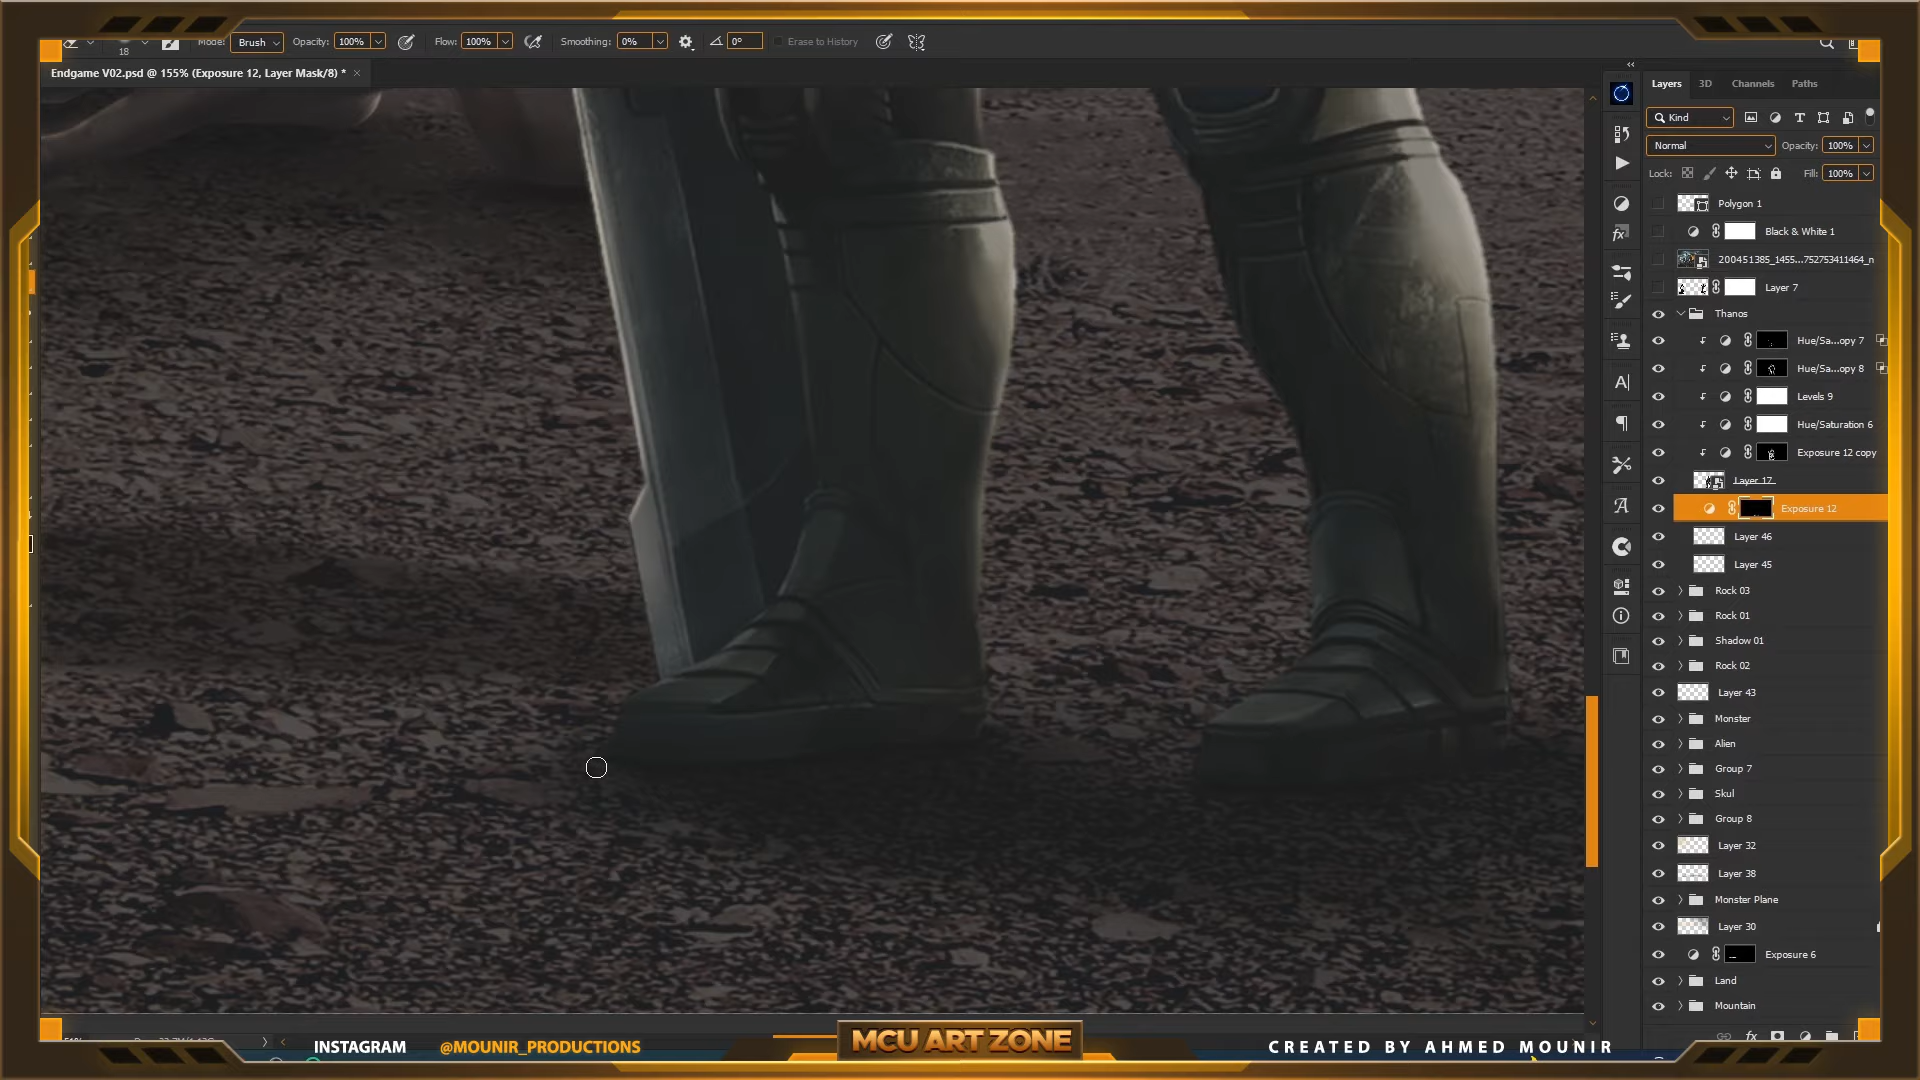 18
Mode: Brush Opacity: 100% Flow: 100% Smoothing: 0% 0° Erase to History
Endgame V02.psd @ 155% (Exposure 12, Layer Mask/8) * ×
Layers 3D Channels Paths
Kind
Normal Opacity: 100%
Lock: Fill: 100%
Polygon 1
Black & White 1
200451385_1455...752753411464_n
Layer 7
Thanos
Hue/Sa...opy 7
Hue/Sa...opy 8
Levels 9
Hue/Saturation 6
Exposure 12 copy
Layer 17
Exposure 12
Layer 46
Layer 45
Rock 03
Rock 01
Shadow 01
Rock 02
Layer 43
Monster
Alien
Group 7
Skul
Group 8
Layer 32
Layer 38
Monster Plane
Layer 30
Exposure 6
Land
Mountain
INSTAGRAM @MOUNIR_PRODUCTIONS
MCU ART ZONE
CREATED BY AHMED MOUNIR